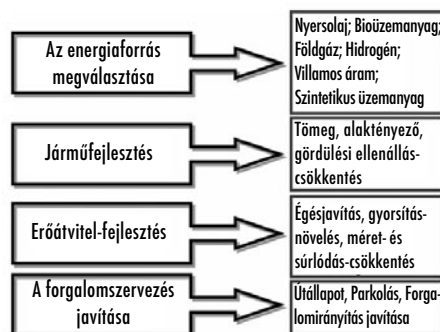 Az energiaforrás
megválasztása
Nyersolaj; Bioüzemanyag;
Földgáz; Hidrogén;
Villamos áram;
Szintetikus üzemanyag
Járműfejlesztés
Tömeg, alaktényező,
gördülési ellenállás-
csökkentés
Erőátvitel-fejlesztés
Égésjavítás, gyorsítás-
növelés, méret- és
súrlódás-csökkentés
A forgalomszervezés
javítása
Útállapot, Parkolás, Forga-
lomirányítás javítása